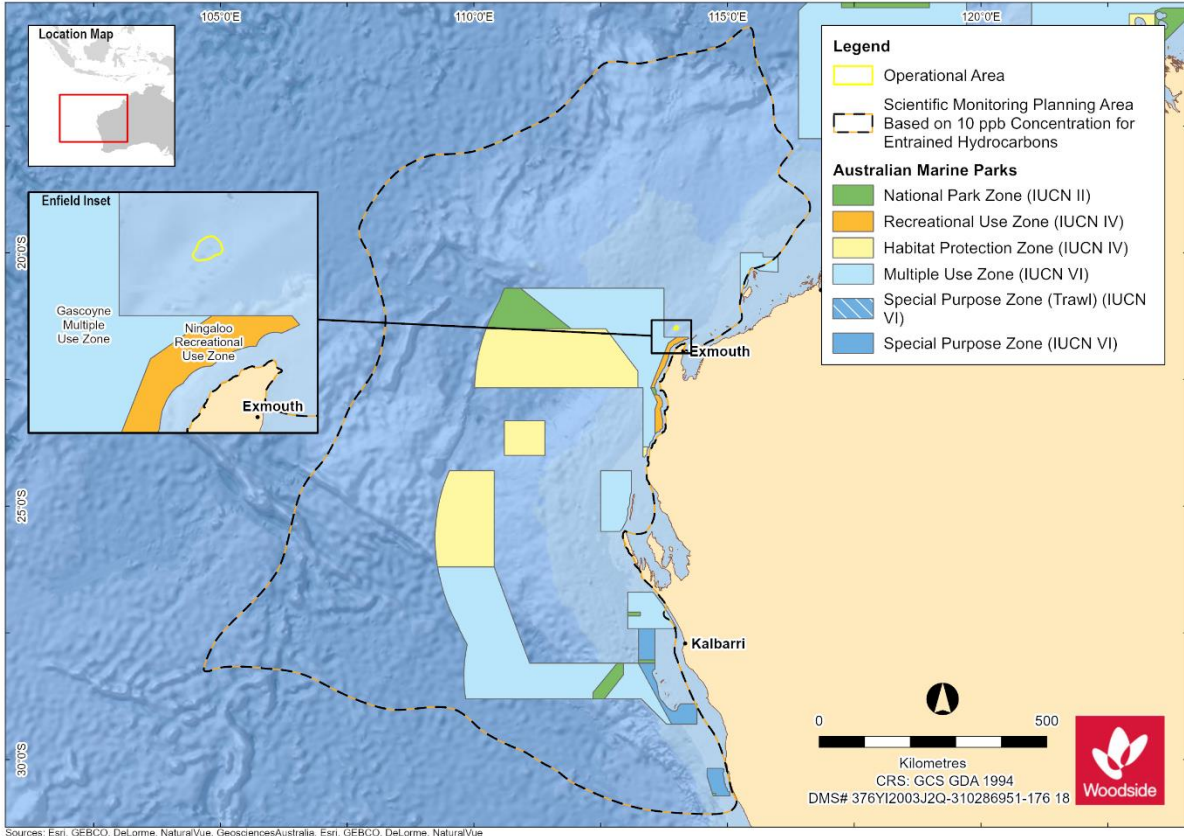 105°0'E
110°0'E
115°0'E
120°0'E
Location Map
Enfield Inset
Gascoyne
Multiple
Use Zone
Ningaloo
Recreational
Use Zone
Exmouth
20°0'S
25°0'S
30°0'S
Exmouth
Kalbarri
Legend
Operational Area
Scientific Monitoring Planning Area
Based on 10 ppb Concentration for
Entrained Hydrocarbons
Australian Marine Parks
National Park Zone (IUCN II)
Recreational Use Zone (IUCN IV)
Habitat Protection Zone (IUCN IV)
Multiple Use Zone (IUCN VI)
Special Purpose Zone (Trawl) (IUCN
VI)
Special Purpose Zone (IUCN VI)
0
500
Kilometres
CRS: GCS GDA 1994
DMS# 376YI2003J2Q-310286951-176 18
Woodside
Sources: Esri, GEBCO, DeLorme, NaturalVue, GeosciencesAustralia, Esri, GEBCO, DeLorme, NaturalVue